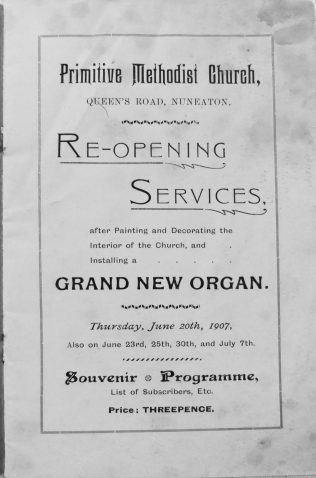 Primitive Methodist Church,
QUEEN'S ROAD, NUNEATON.
RE-OPENING
SERVICES,
after Painting and Decorating the
Interior of the Church, and .
Installing a . . . . .
GRAND NEW ORGAN.
Thursday, June 20th, 1907,
Also on June 23rd, 25th, 30th, and July 7th.
Souvenir Programme,
List of Subscribers, Etc.
Price: THREEPENCE.